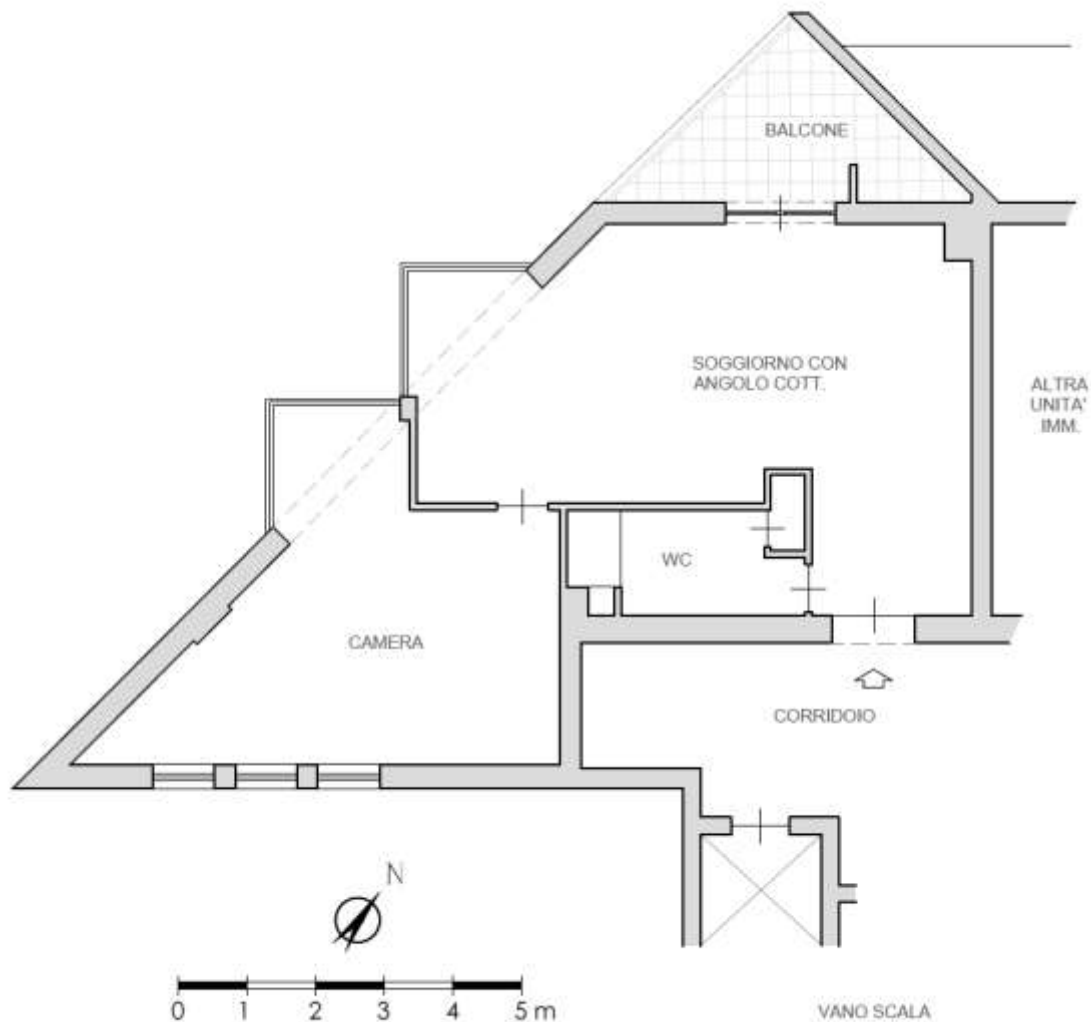 BALCONE
SOGGIORNO CON
ANGOLO COTT.
ALTRA
UNITA'
IMM.
WC
CAMERA
CORRIDOIO
N
0 1 2 3 4 5 m
VANO SCALA